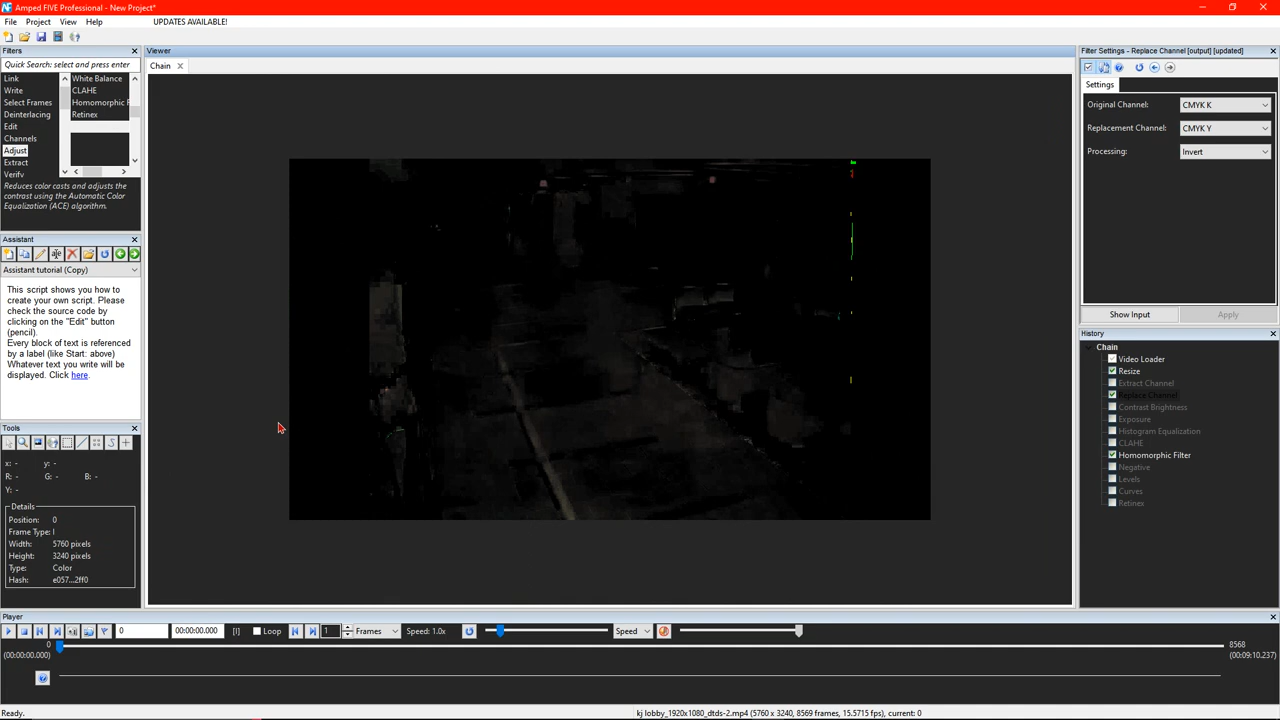 Amped FIVE Professional - New Project*
File Project View Help UPDATES AVAILABLE!
Filters
Quick Search: select and press enter
Link
Write
Select Frames
Deinterlacing
Edit
Channels
Adjust
Extract
Verify
White Balance
CLAHE
Homomorphic F
Retinex
Reduces color casts and adjusts the
contrast using the Automatic Color
Equalization (ACE) algorithm.
Assistant
Assistant tutorial (Copy)
This script shows you how to
create your own script. Please
check the source code by
clicking on the "Edit" button
(pencil).
Every block of text is referenced
by a label (like Start: above)
Whatever text you write will be
displayed. Click here.
Tools
x: - y: -
R: - G: - B: -
Y: -
Details
Position: 0
Frame Type: I
Width: 5760 pixels
Height: 3240 pixels
Type: Color
Hash: e057...2ff0
Viewer
Chain
Filter Settings - Replace Channel [output] [updated]
Settings
Original Channel: CMYK K
Replacement Channel: CMYK Y
Processing: Invert
Show Input Apply
History
Chain
Video Loader
Resize
Extract Channel
Replace Channel
Contrast Brightness
Exposure
Histogram Equalization
CLAHE
Homomorphic Filter
Negative
Levels
Curves
Retinex
Player
0 00:00:00.000 [I] Loop 1 Frames Speed: 1.0x Speed
0 8568
(00:00:00.000) (00:09:10.237)
Ready. kj lobby_1920x1080_dtds-2.mp4 (5760 x 3240, 8569 frames, 15.5715 fps), current: 0